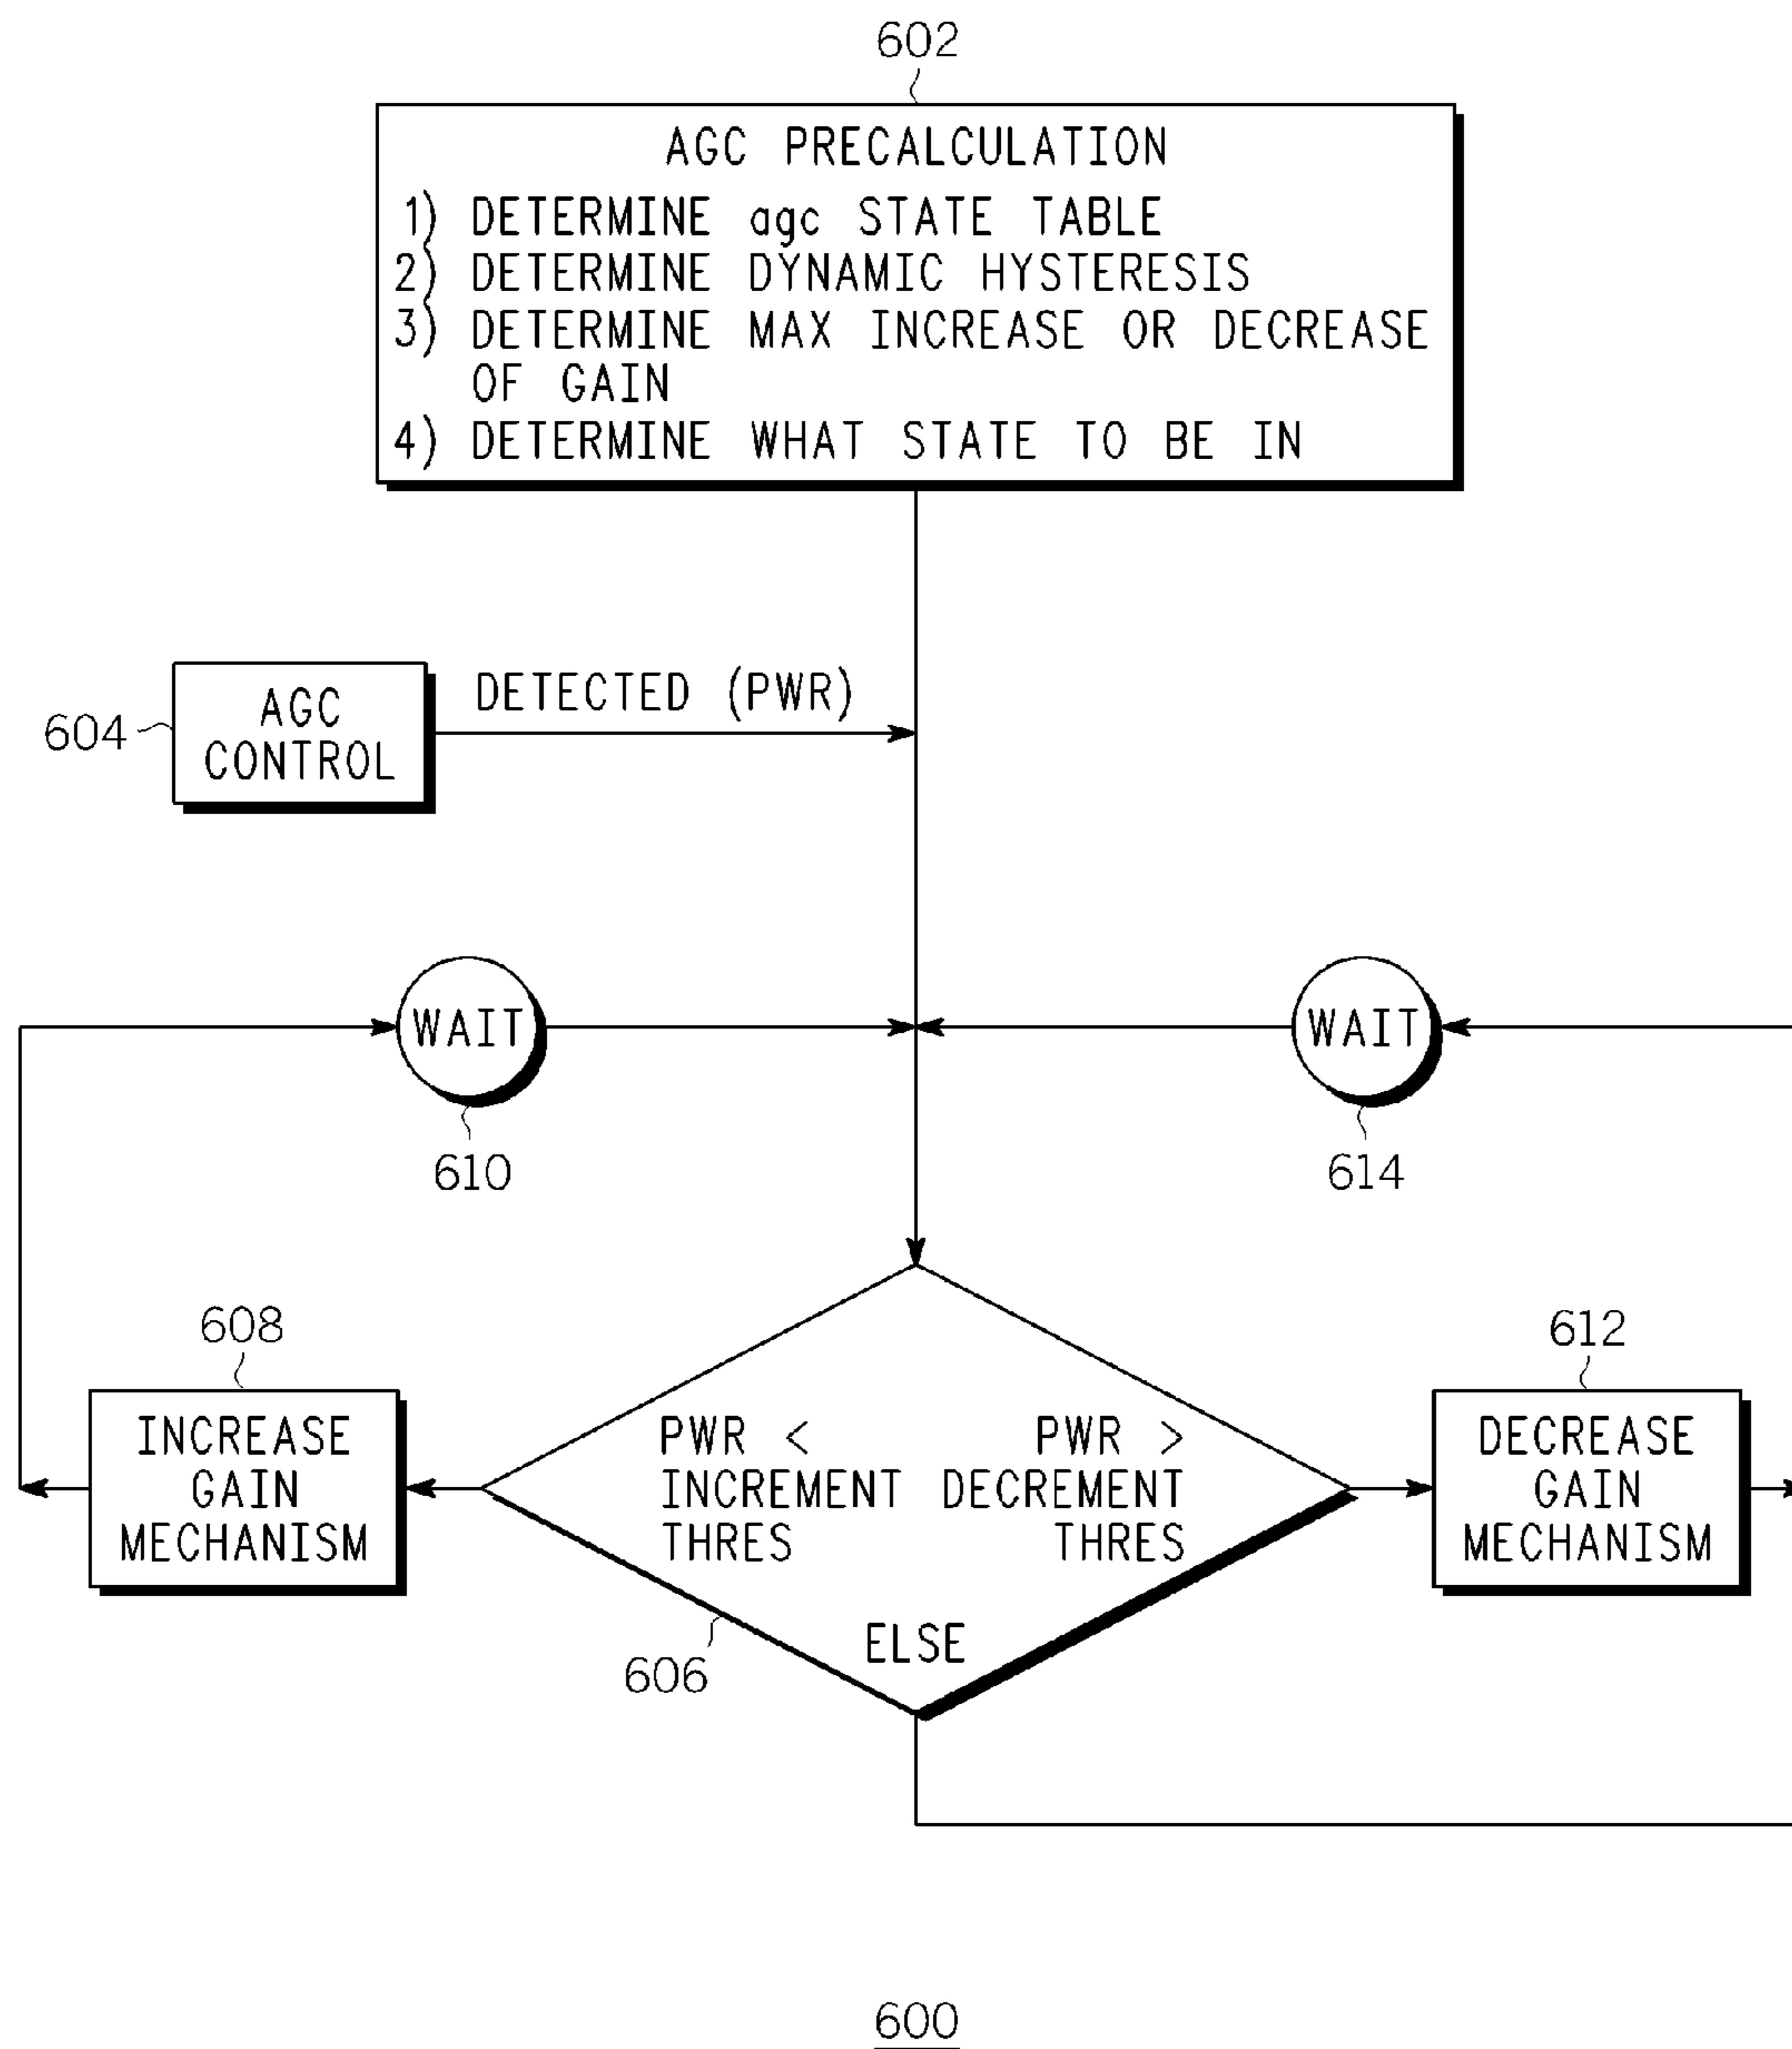 602
AGC PRECALCULATION
1) DETERMINE agc STATE TABLE
2) DETERMINE DYNAMIC HYSTERESIS
3) DETERMINE MAX INCREASE OR DECREASE
OF GAIN
4) DETERMINE WHAT STATE TO BE IN
604
AGC
CONTROL
DETECTED (PWR)
WAIT
610
WAIT
614
608
INCREASE
GAIN
MECHANISM
PWR <
INCREMENT
THRES
PWR >
DECREMENT
THRES
ELSE
606
612
DECREASE
GAIN
MECHANISM
600